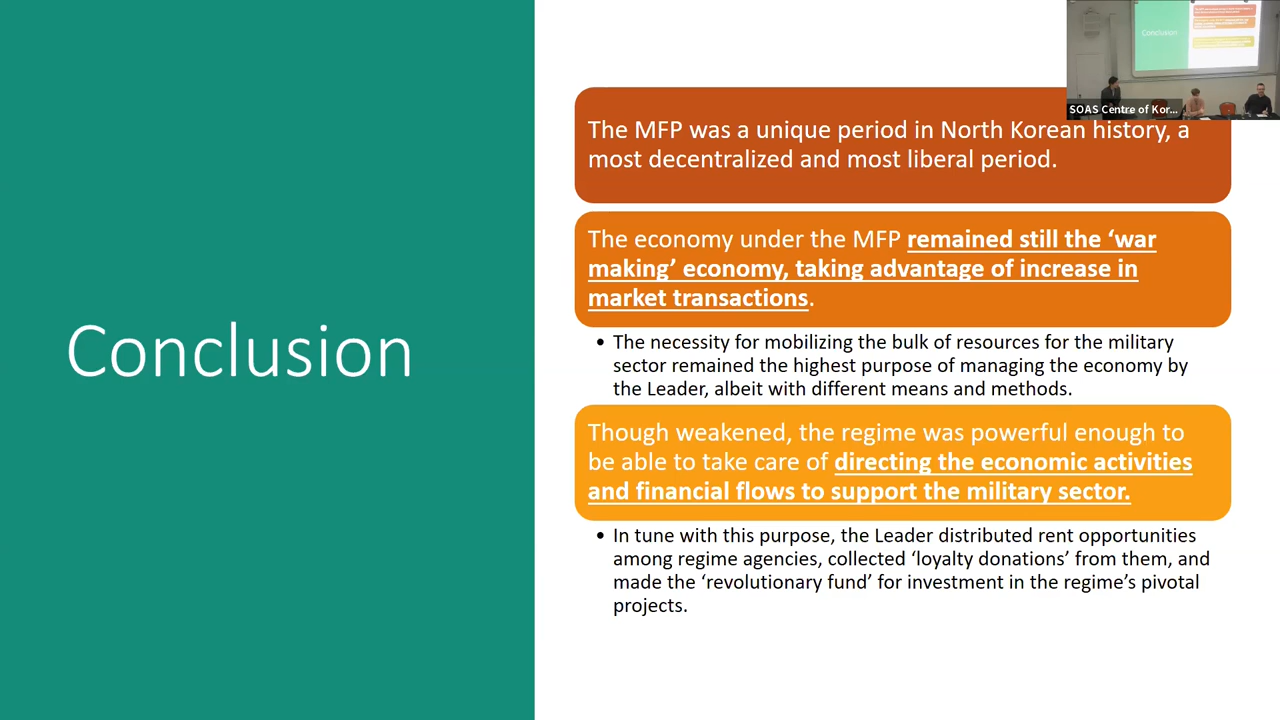 SOAS Centre of Kor...
Conclusion
The MFP was a unique period in North Korean history, a
most decentralized and most liberal period.
The economy under the MFP remained still the ‘war
making’ economy, taking advantage of increase in
market transactions.
• The necessity for mobilizing the bulk of resources for the military
sector remained the highest purpose of managing the economy by
the Leader, albeit with different means and methods.
Though weakened, the regime was powerful enough to
be able to take care of directing the economic activities
and financial flows to support the military sector.
• In tune with this purpose, the Leader distributed rent opportunities
among regime agencies, collected ‘loyalty donations’ from them, and
made the ‘revolutionary fund’ for investment in the regime’s pivotal
projects.
Conclusion